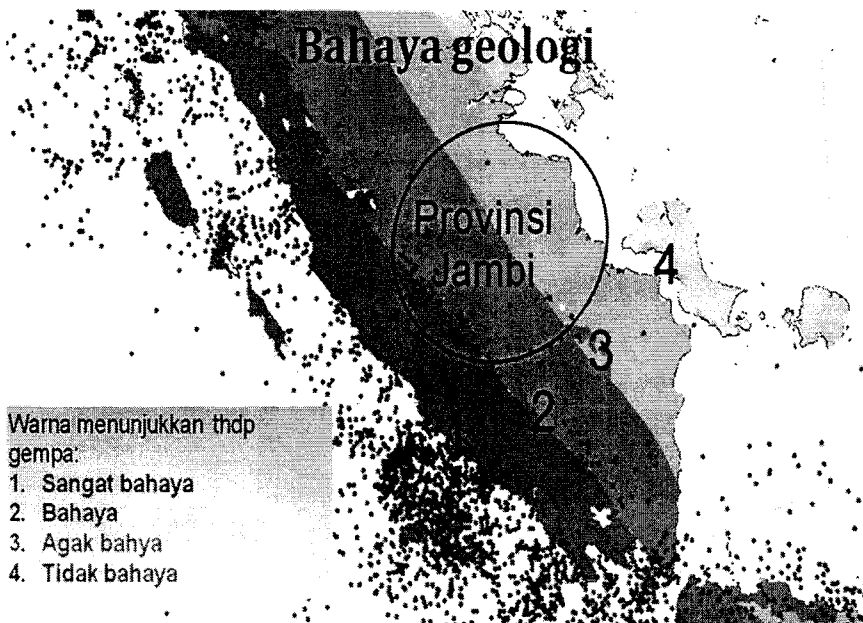 Bahaya geologi
Provinsi
Jambi
4
3
2
Warna menunjukkan thdp
gempa:
1. Sangat bahaya
2. Bahaya
3. Agak bahya
4. Tidak bahaya